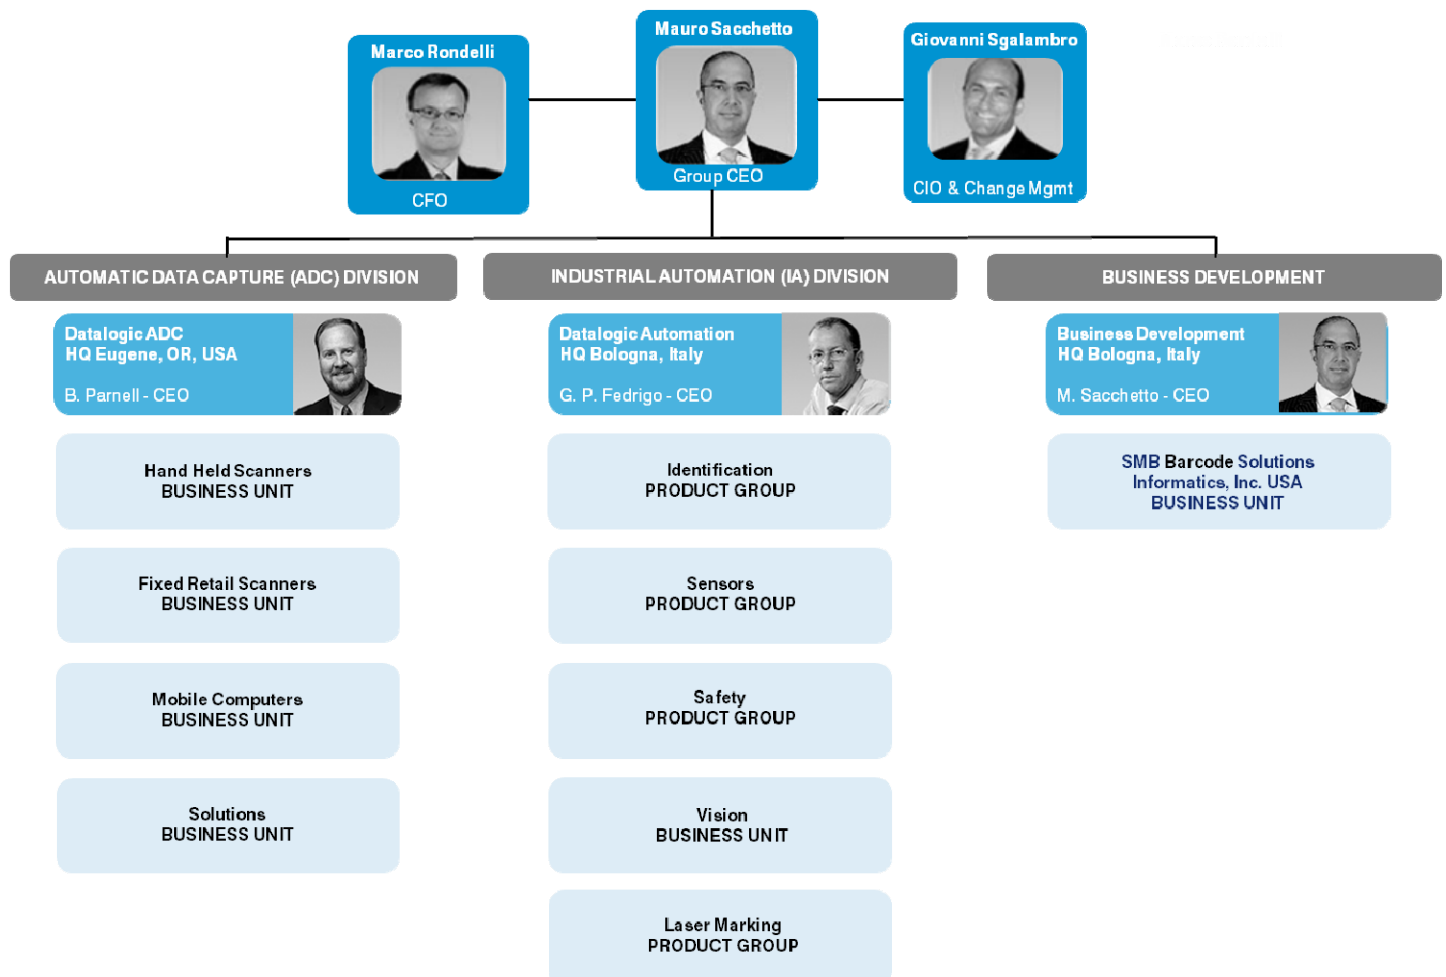 Marco Rondelli
CFO
Mauro Sacchetto
Group CEO
Giovanni Sgalambro
CIO & Change Mgmt
AUTOMATIC DATA CAPTURE (ADC) DIVISION
Datalogic ADC
HQ Eugene, OR, USA
B. Parnell - CEO
Hand Held Scanners
BUSINESS UNIT
Fixed Retail Scanners
BUSINESS UNIT
Mobile Computers
BUSINESS UNIT
Solutions
BUSINESS UNIT
INDUSTRIAL AUTOMATION (IA) DIVISION
Datalogic Automation
HQ Bologna, Italy
G. P. Fedrigo - CEO
Identification
PRODUCT GROUP
Sensors
PRODUCT GROUP
Safety
PRODUCT GROUP
Vision
BUSINESS UNIT
Laser Marking
PRODUCT GROUP
BUSINESS DEVELOPMENT
Business Development
HQ Bologna, Italy
M. Sacchetto - CEO
SMB Barcode Solutions
Informatics, Inc. USA
BUSINESS UNIT